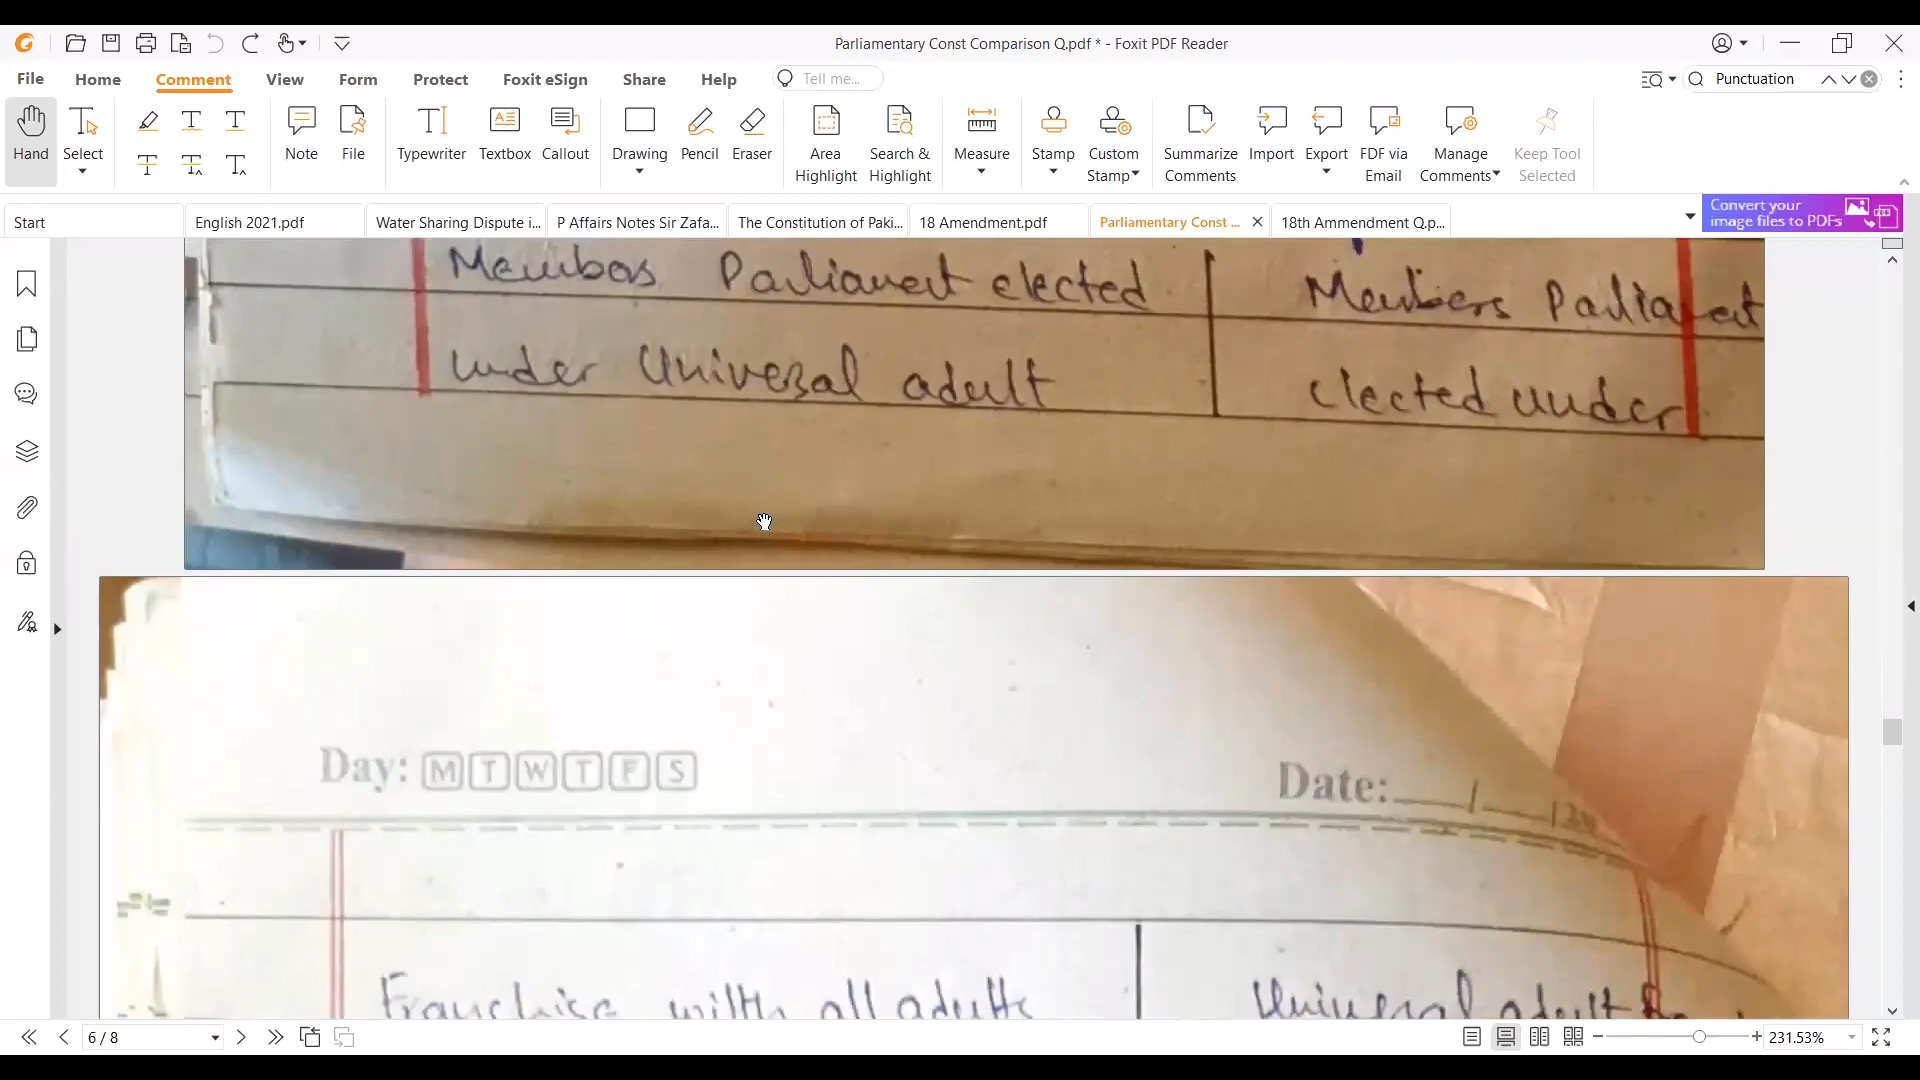 Parliamentary Const Comparison Q.pdf * - Foxit PDF Reader
File Home Comment View Form Protect Foxit eSign Share Help Tell me... Punctuation
Hand Select Note File Typewriter Textbox Callout Drawing Pencil Eraser Area Highlight Search & Highlight Measure Stamp Custom Stamp Summarize Comments Import Export FDF via Email Manage Comments Keep Tool Selected
Start English 2021.pdf Water Sharing Dispute i... P Affairs Notes Sir Zafa... The Constitution of Paki... 18 Amendment.pdf Parliamentary Const ... 18th Ammendment Q.p...
Convert your
image files to PDFs
Members Parliament elected
under Universal adult
Members Parliament
elected under
Day: M T W T F S
Date:___/___/20
Franchise with all adults
Universal adult
6 / 8
231.53%